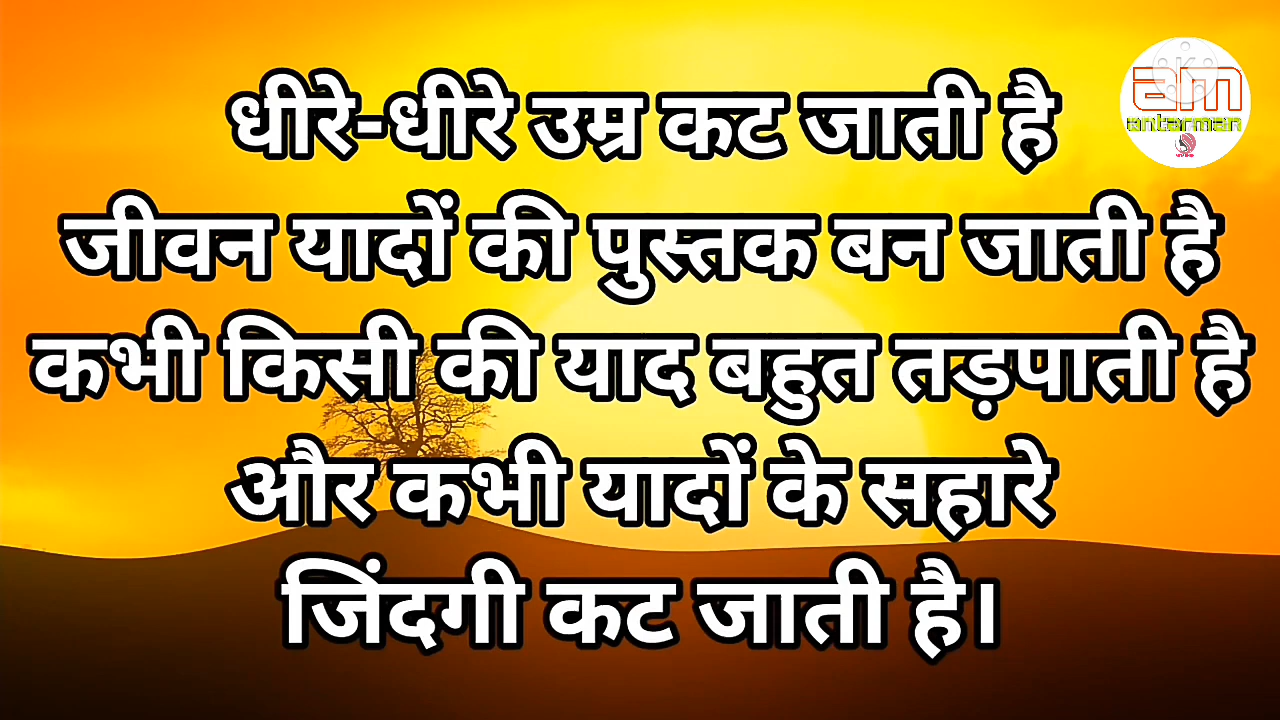 धीरे-धीरे उम्र कट जाती है
जीवन यादों की पुस्तक बन जाती है
कभी किसी की याद बहुत तड़पाती है
और कभी यादों के सहारे
जिंदगी कट जाती है।
am
antarman